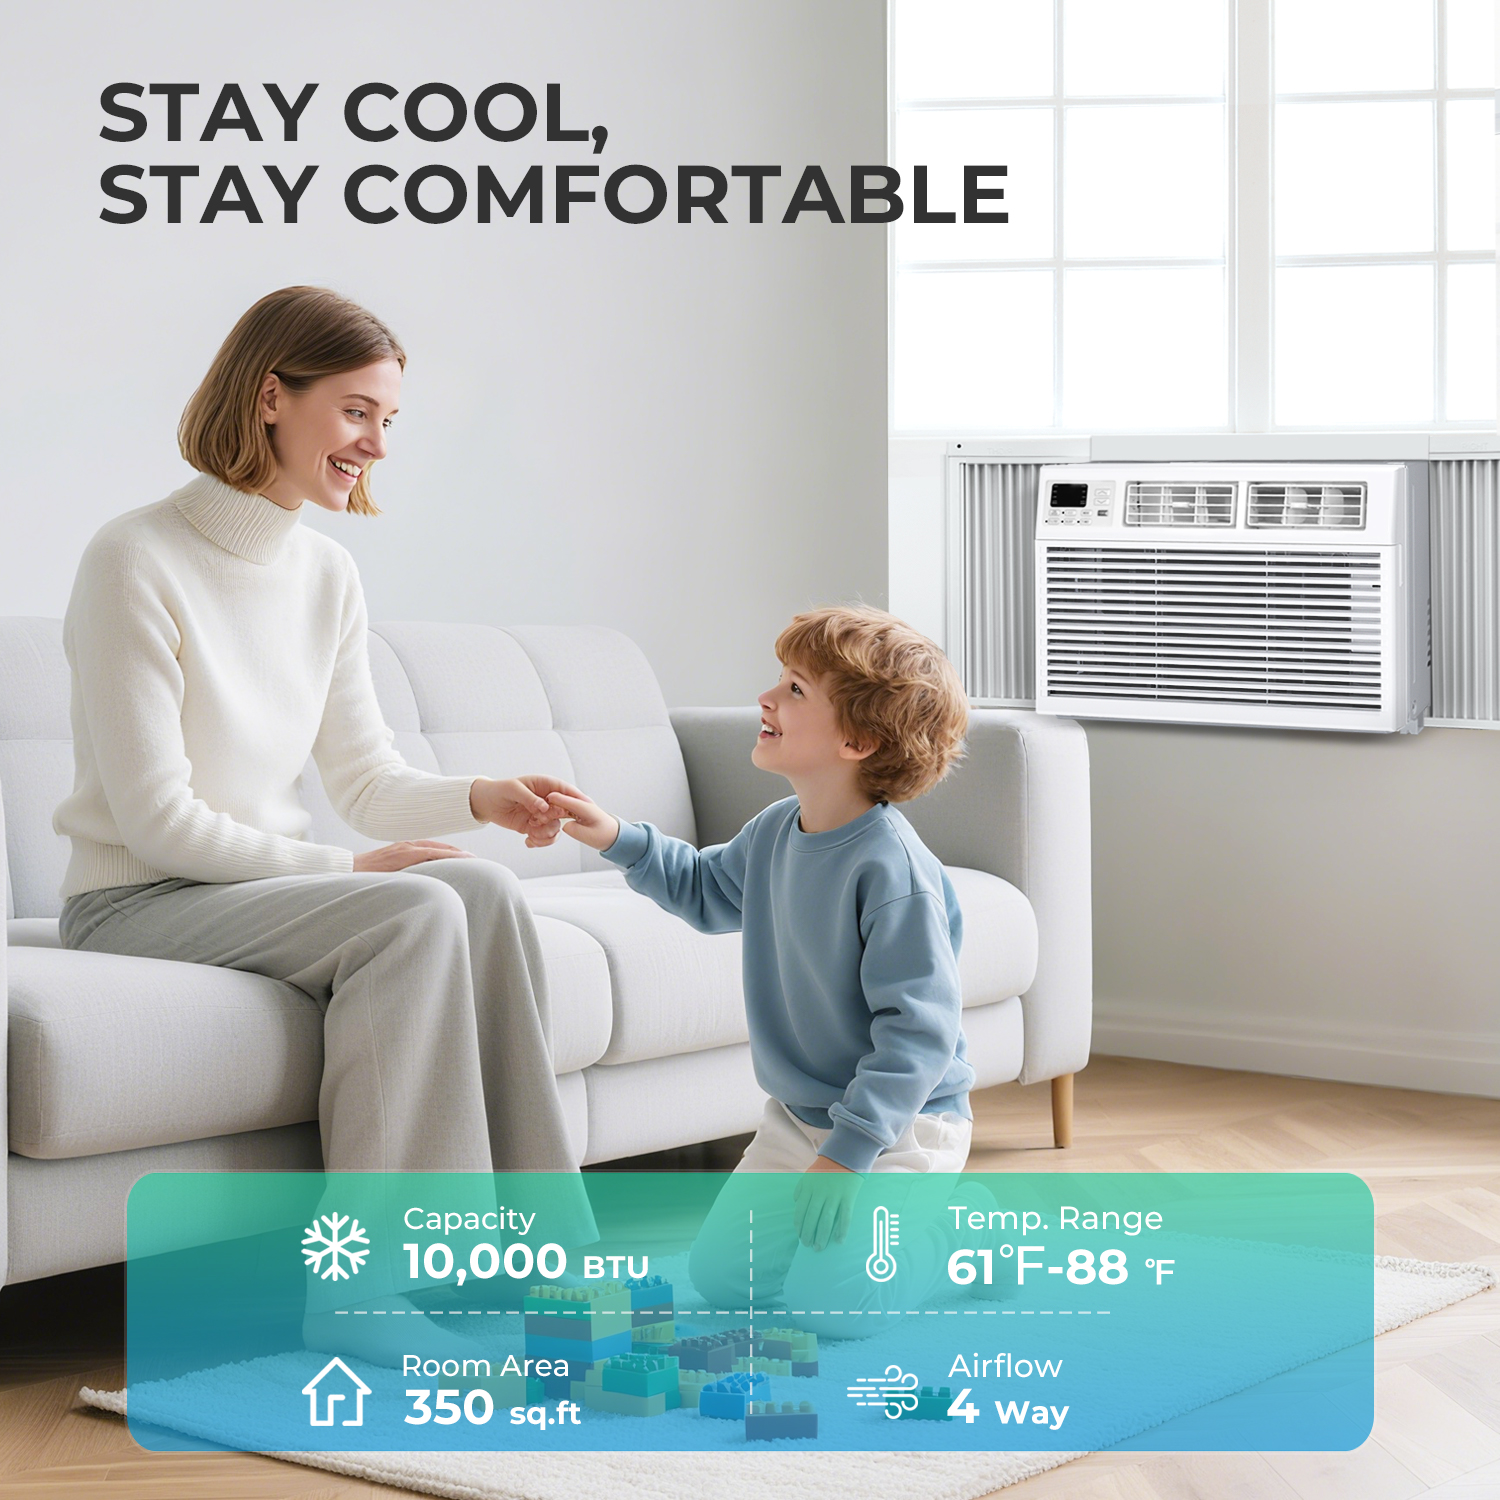 STAY COOL,
STAY COMFORTABLE
Capacity
10,000 BTU
Temp. Range
61°F-88 °F
Room Area
350 sq.ft
Airflow
4 Way